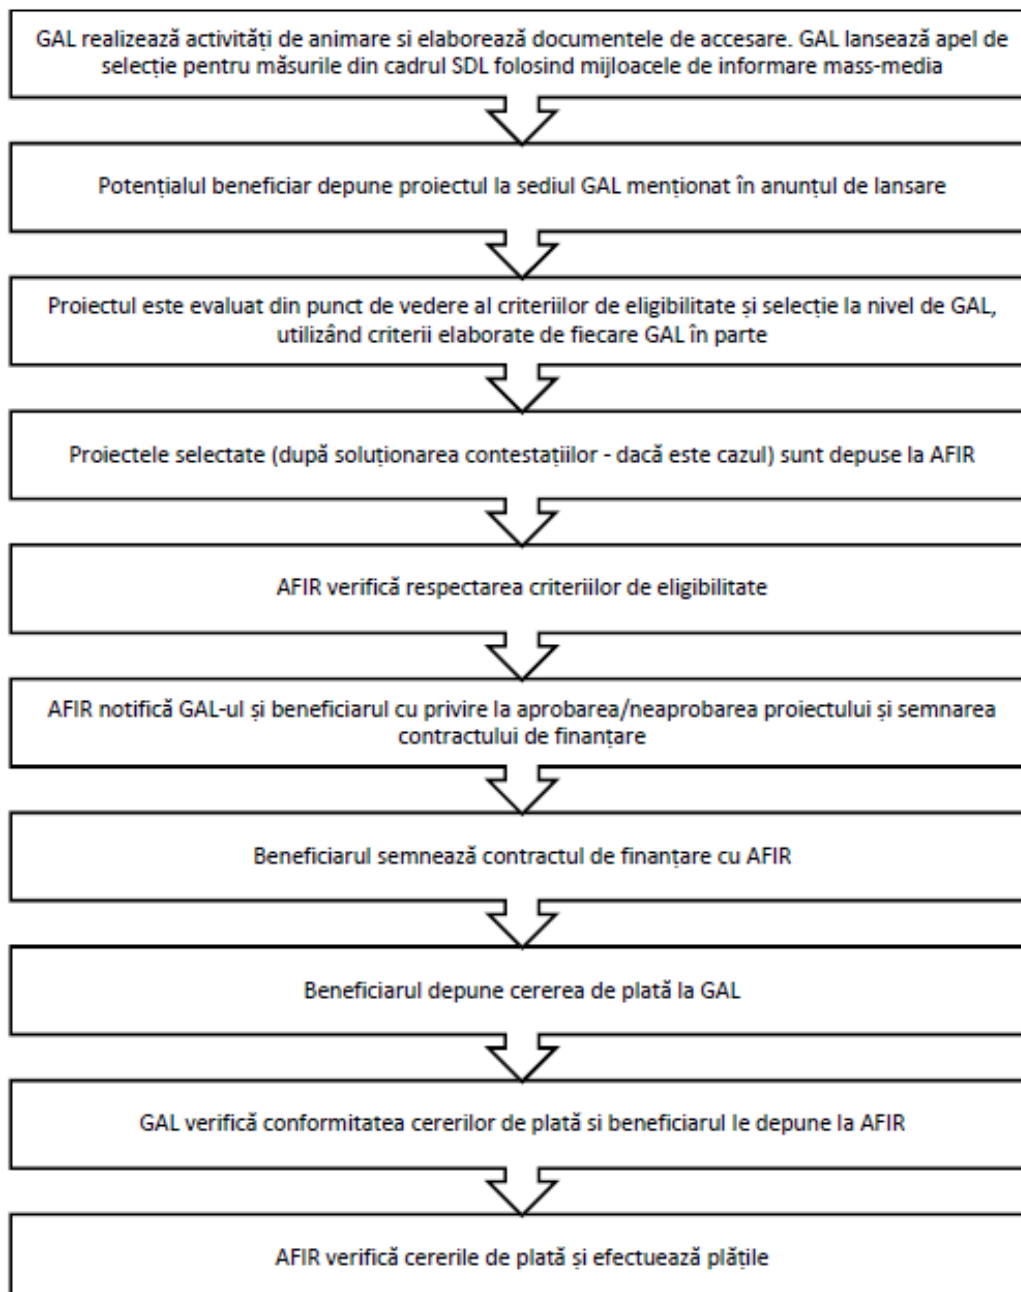 GAL realizează activități de animare si elaborează documentele de accesare. GAL lansează apel de
selecție pentru măsurile din cadrul SDL folosind mijloacele de informare mass-media
Potențialul beneficiar depune proiectul la sediul GAL menționat în anunțul de lansare
Proiectul este evaluat din punct de vedere al criteriilor de eligibilitate și selecție la nivel de GAL,
utilizând criterii elaborate de fiecare GAL în parte
Proiectele selectate (după soluționarea contestațiilor - dacă este cazul) sunt depuse la AFIR
AFIR verifică respectarea criteriilor de eligibilitate
AFIR notifică GAL-ul și beneficiarul cu privire la aprobarea/neaprobarea proiectului și semnarea
contractului de finanțare
Beneficiarul semnează contractul de finanțare cu AFIR
Beneficiarul depune cererea de plată la GAL
GAL verifică conformitatea cererilor de plată si beneficiarul le depune la AFIR
AFIR verifică cererile de plată și efectuează plățile